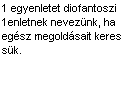 1 egyenletet diofantoszi
1enletnek nevezünk, ha
egész megoldásait keres
sük.